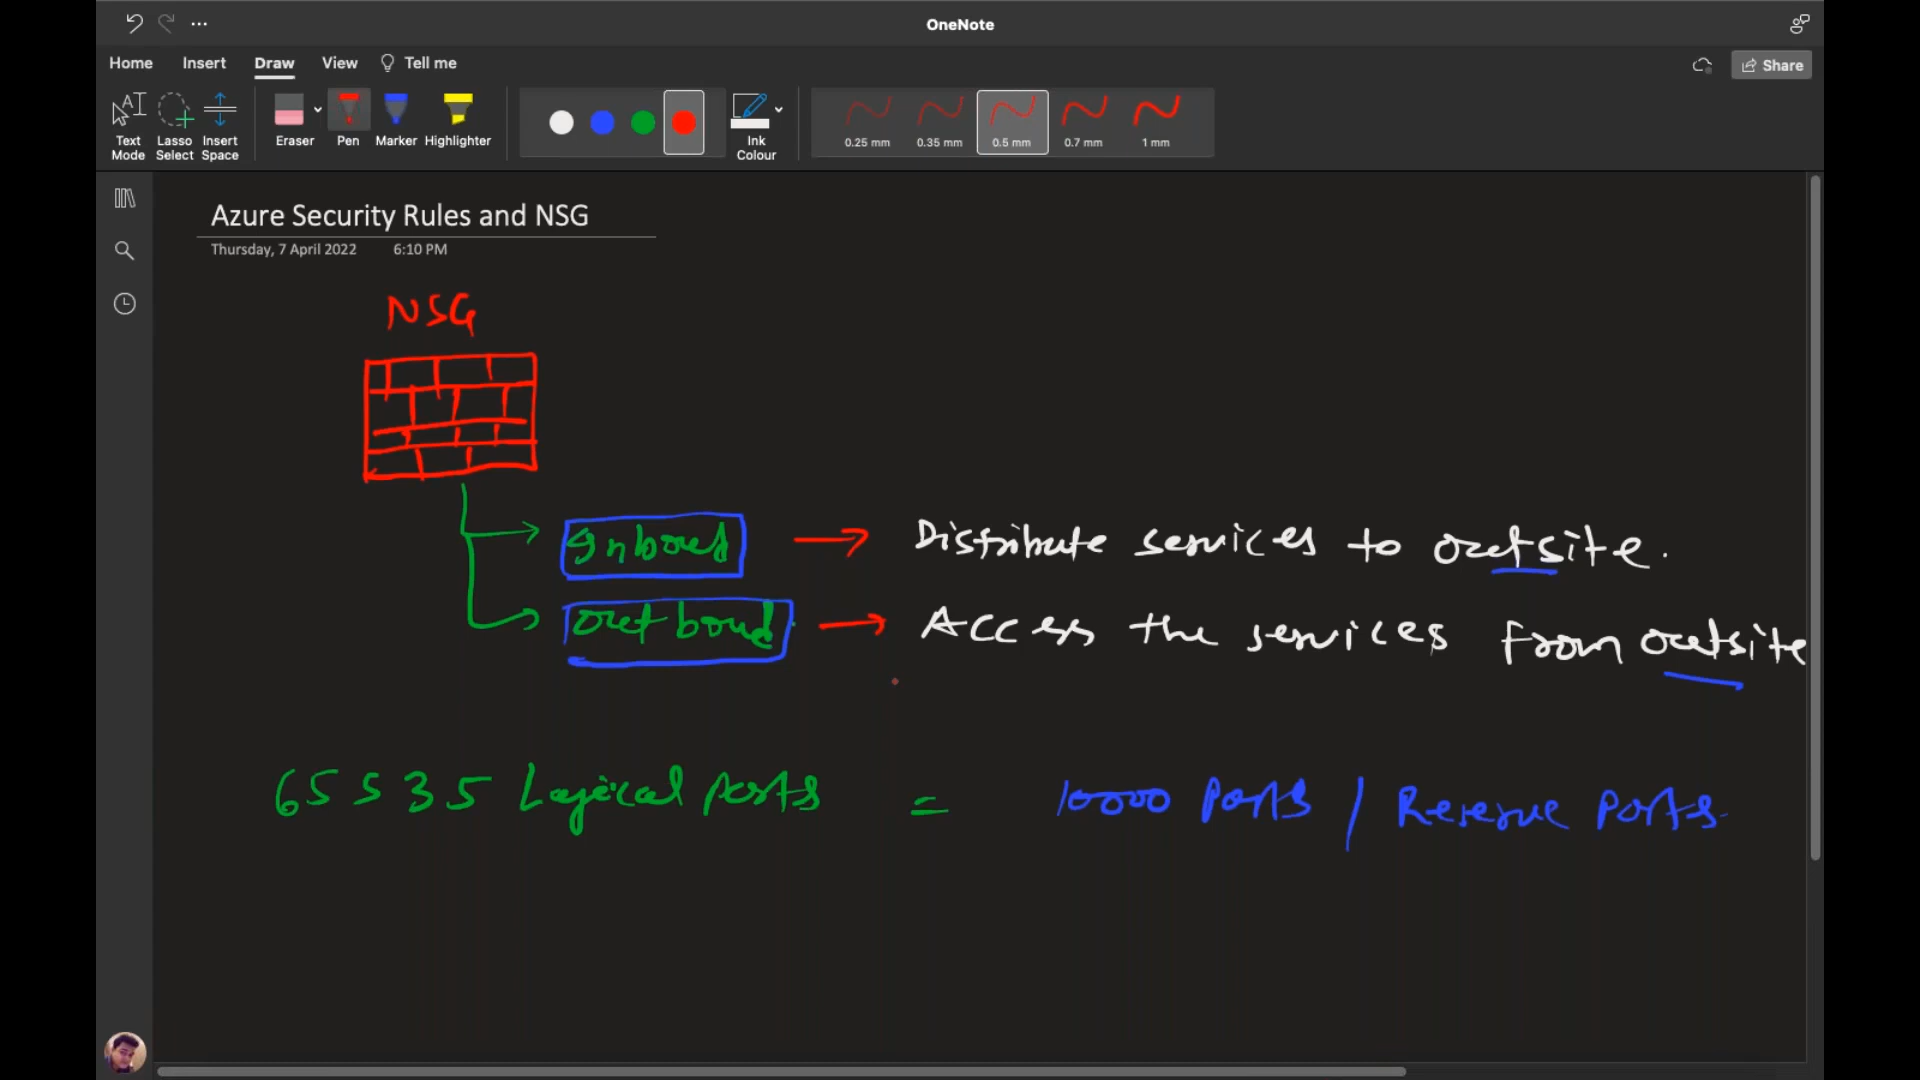 OneNote
Home Insert Draw View Tell me
Share
Text Mode
Lasso Select
Insert Space
Eraser
Pen
Marker
Highlighter
Ink Colour
0.25 mm
0.35 mm
0.5 mm
0.7 mm
1 mm
Azure Security Rules and NSG
Thursday, 7 April 2022 6:10 PM
NSG
Inboud Distribute services to outsite.
outboud Access the services from outsite
65535 Logical ports = 10000 Ports / Reserve Ports.